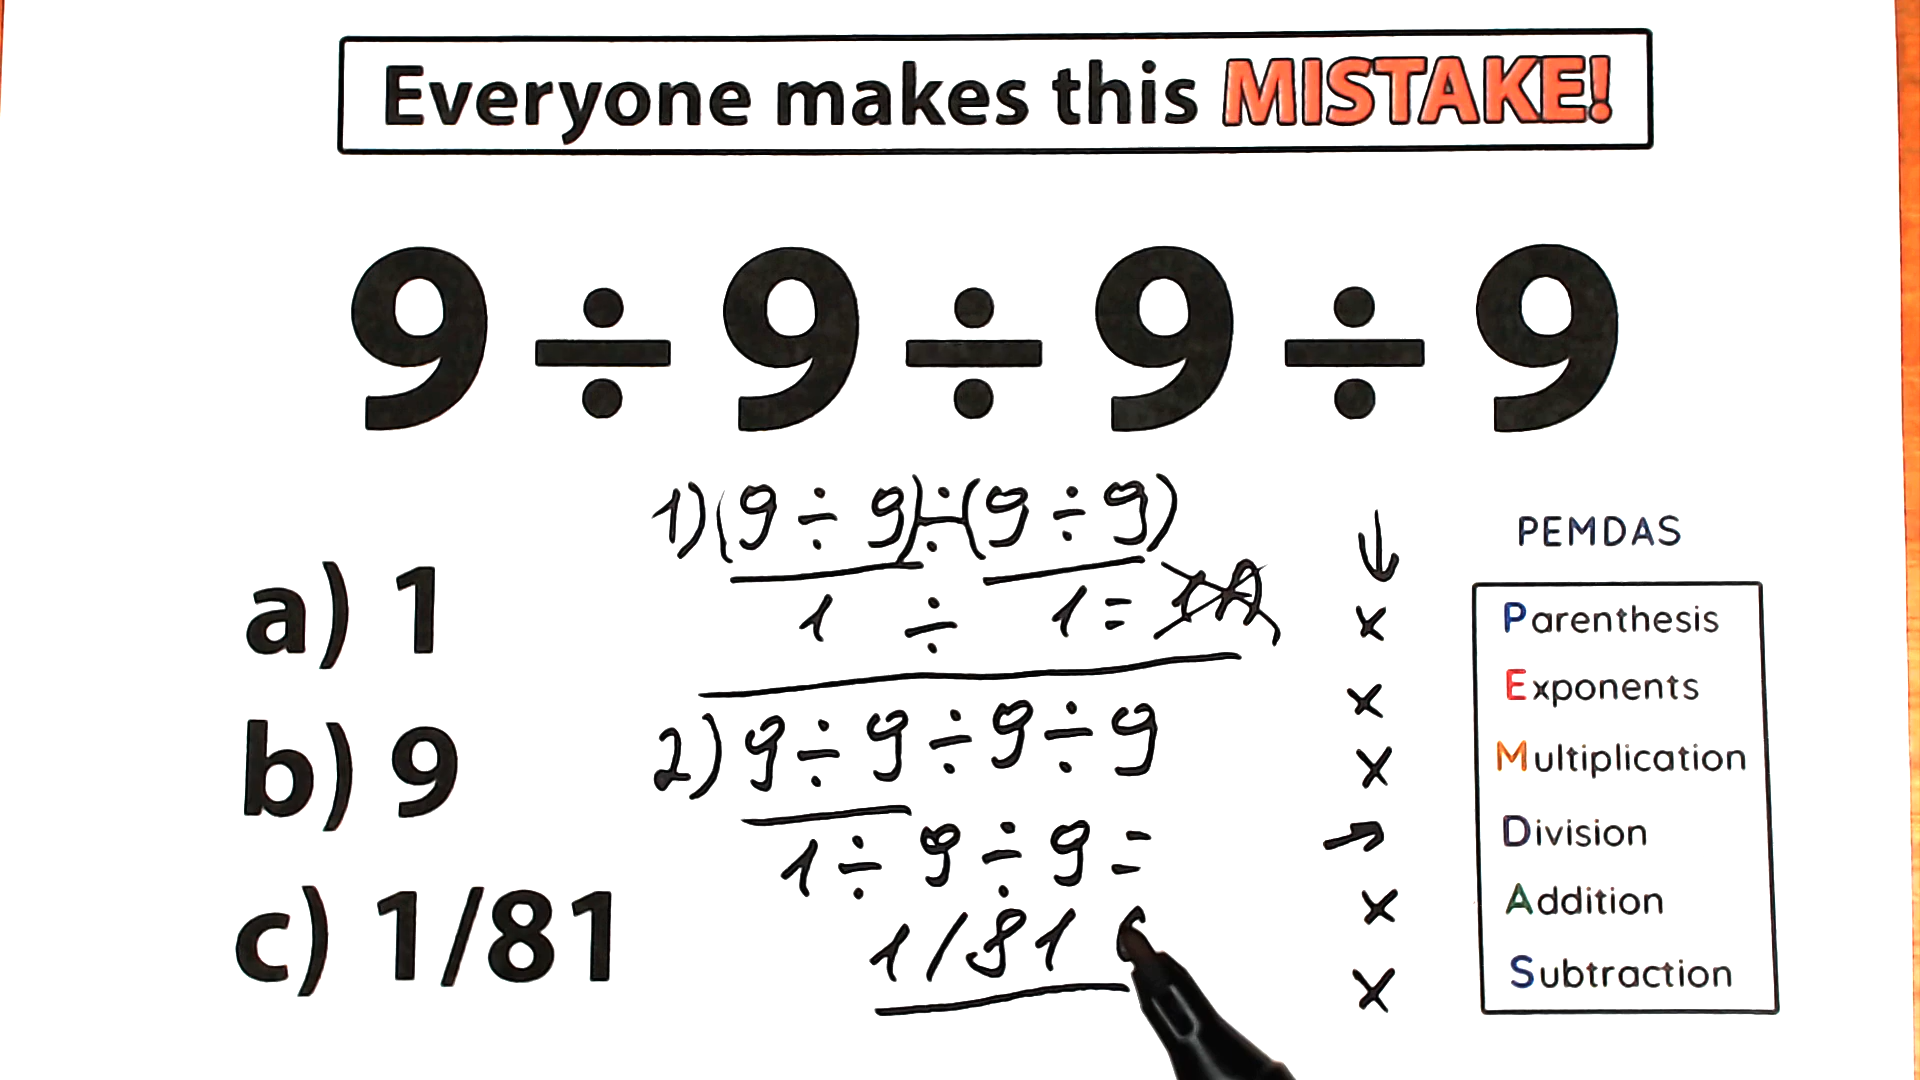 Everyone makes this MISTAKE!
9 ÷ 9 ÷ 9 ÷ 9
a) 1
b) 9
c) 1/81
1) (9 ÷ 9) ÷ (9 ÷ 9)
1 ÷ 1 =
2) 9 ÷ 9 ÷ 9 ÷ 9
1 ÷ 9 ÷ 9 =
1/81
PEMDAS
Parenthesis
Exponents
Multiplication
Division
Addition
Subtraction